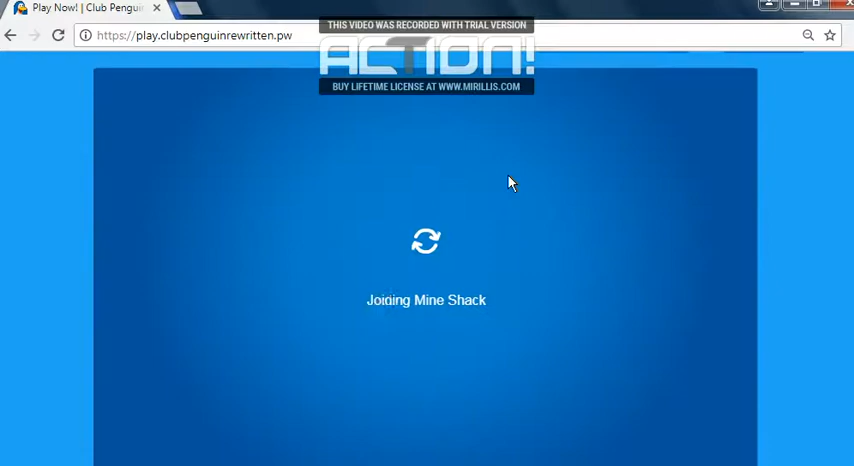 Play Now! | Club Pengui
THIS VIDEO WAS RECORDED WITH TRIAL VERSION
https://play.clubpenguinrewritten.pw
ACTION!
BUY LIFETIME LICENSE AT WWW.MIRILLIS.COM
Joining Mine Shack